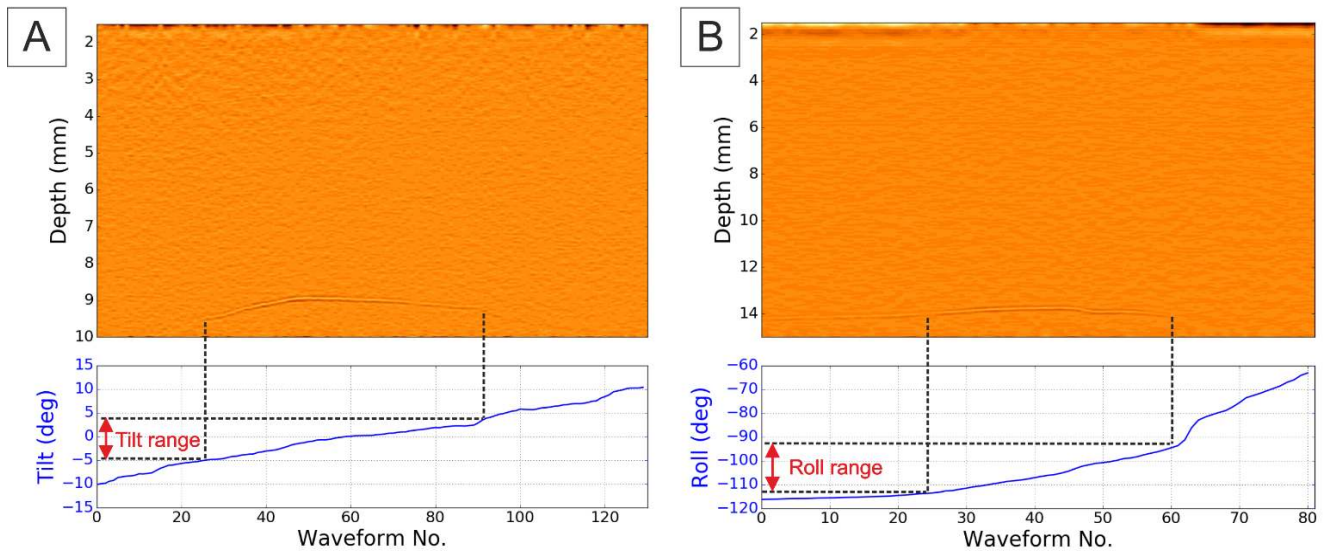 A
Depth (mm)
2
3
4
5
6
7
8
9
10
Tilt (deg)
15
10
5
0
−5
−10
−15
Tilt range
0 20 40 60 80 100 120
Waveform No.
B
Depth (mm)
2
4
6
8
10
12
14
Roll (deg)
−60
−70
−80
−90
−100
−110
−120
Roll range
0 10 20 30 40 50 60 70 80
Waveform No.